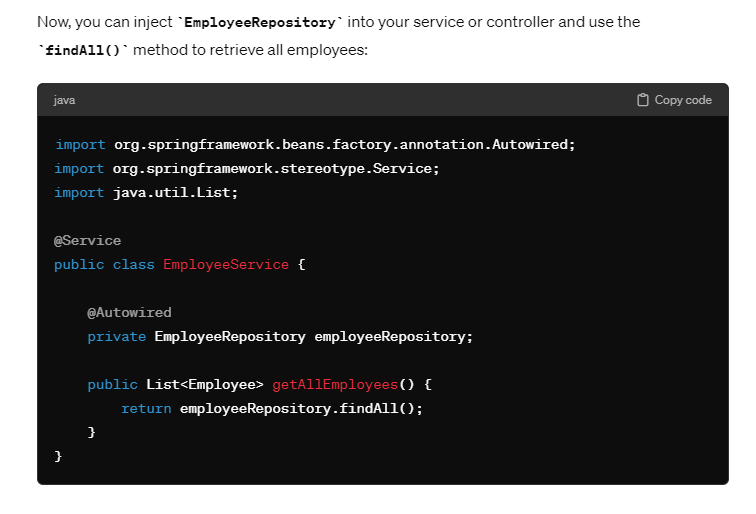 Now, you can inject `EmployeeRepository` into your service or controller and use the
`findAll()` method to retrieve all employees:
java
Copy code
import org.springframework.beans.factory.annotation.Autowired;
import org.springframework.stereotype.Service;
import java.util.List;
@Service
public class EmployeeService {
@Autowired
private EmployeeRepository employeeRepository;
public List<Employee> getAllEmployees() {
return employeeRepository.findAll();
}
}